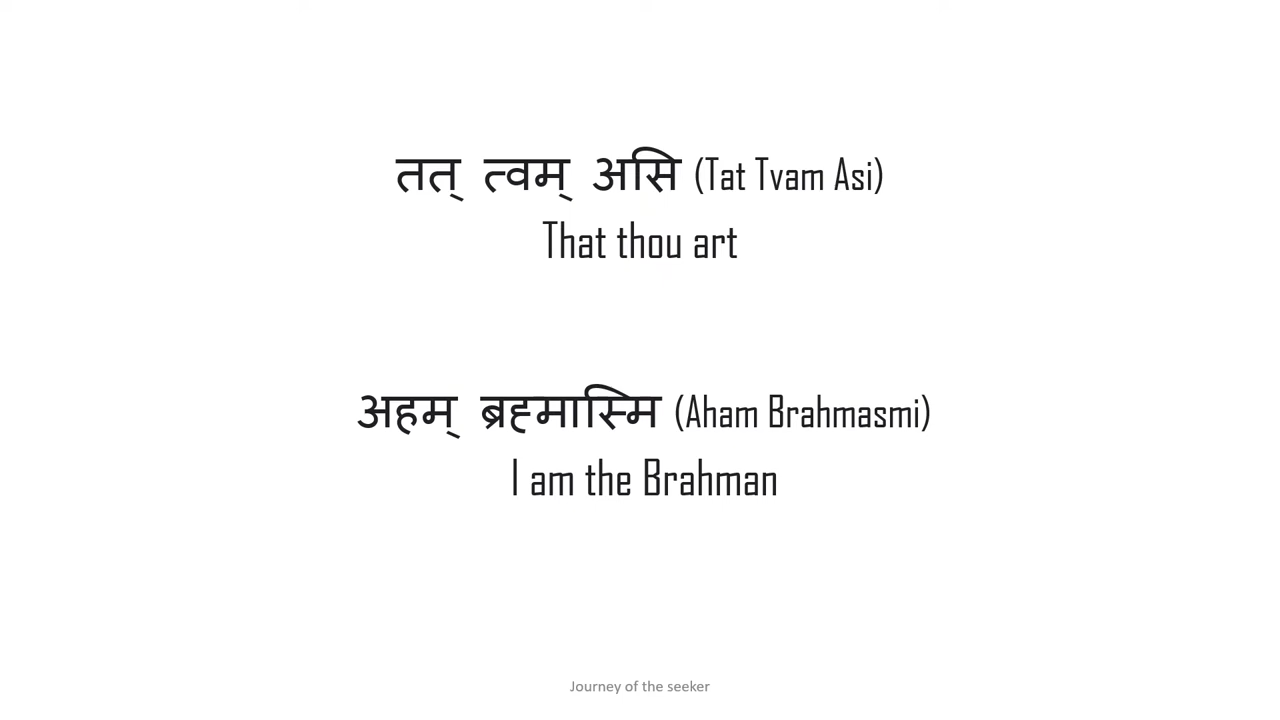 तत् त्वम् असि (Tat Tvam Asi)
That thou art
अहम् ब्रह्मास्मि (Aham Brahmasmi)
I am the Brahman
Journey of the seeker